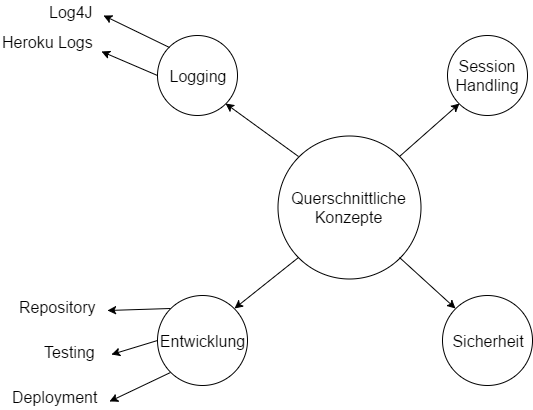 Log4J
Heroku Logs
Logging
Session
Handling
Querschnittliche
Konzepte
Repository
Testing
Deployment
Entwicklung
Sicherheit